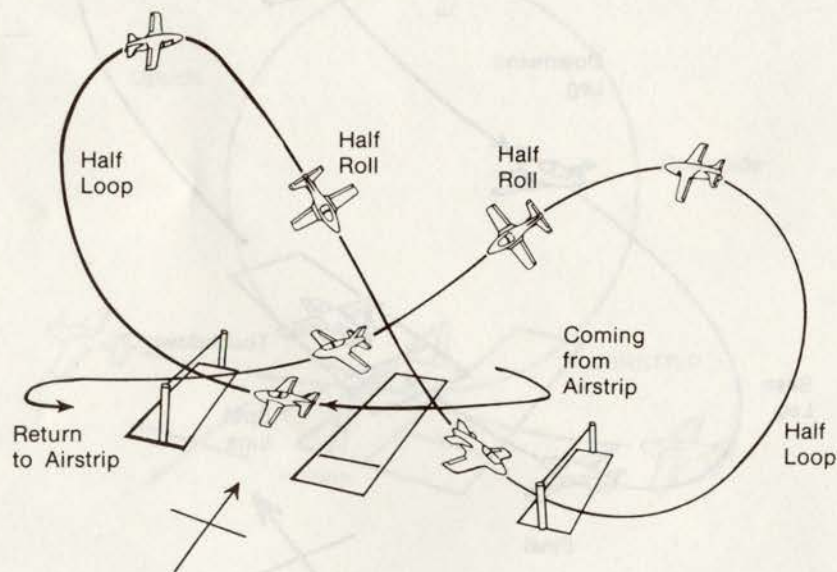 Half
Loop
Half
Roll
Half
Roll
Coming
from
Airstrip
Return
to Airstrip
Half
Loop